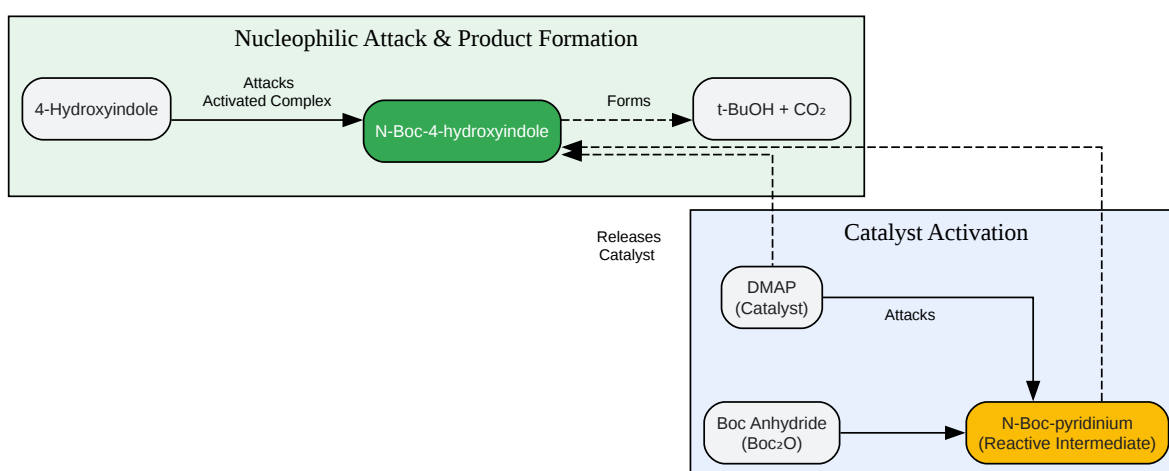 Nucleophilic Attack & Product Formation
4-Hydroxyindole
Attacks
Activated Complex
N-Boc-4-hydroxyindole
Forms
t-BuOH + CO₂
Releases
Catalyst
Catalyst Activation
DMAP
(Catalyst)
Attacks
Boc Anhydride
(Boc₂O)
N-Boc-pyridinium
(Reactive Intermediate)